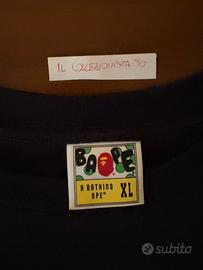 IL COLLEZIONISTA 90
BAPE
A BATHING
APE®
XL
subito